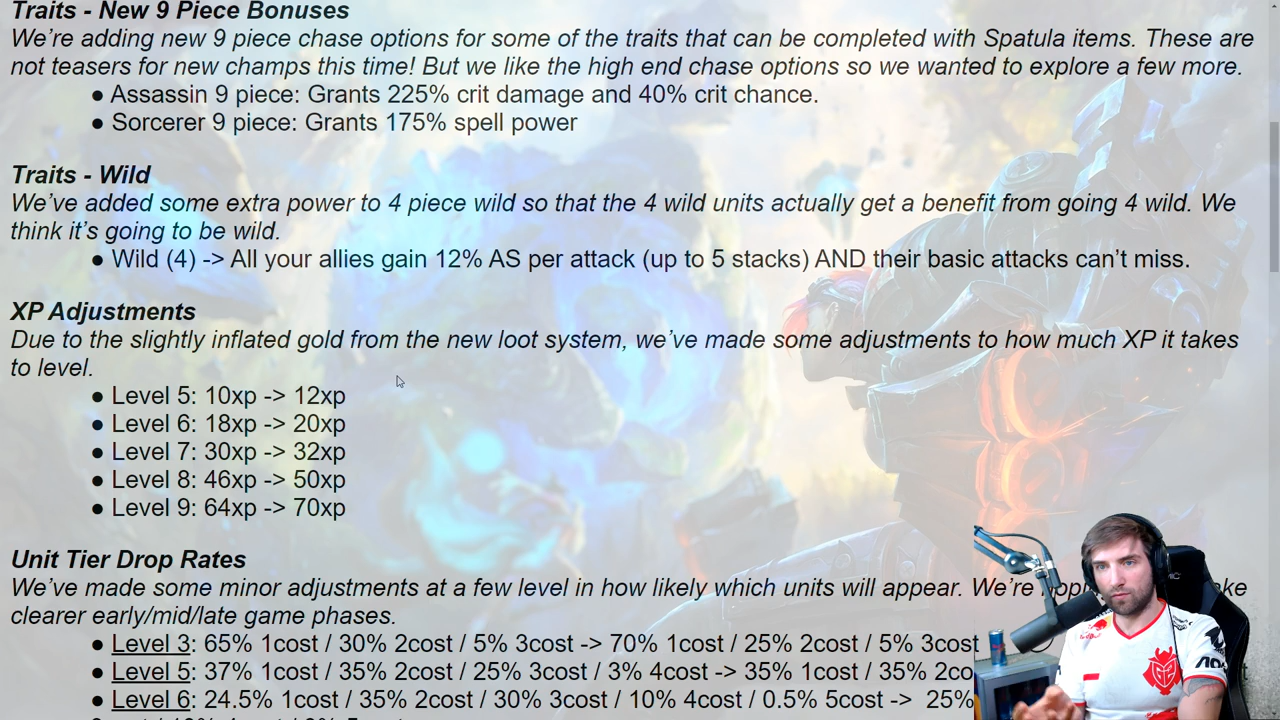 Traits - New 9 Piece Bonuses
We're adding new 9 piece chase options for some of the traits that can be completed with Spatula items. These are
not teasers for new champs this time! But we like the high end chase options so we wanted to explore a few more.
● Assassin 9 piece: Grants 225% crit damage and 40% crit chance.
● Sorcerer 9 piece: Grants 175% spell power
Traits - Wild
We've added some extra power to 4 piece wild so that the 4 wild units actually get a benefit from going 4 wild. We
think it's going to be wild.
● Wild (4) -> All your allies gain 12% AS per attack (up to 5 stacks) AND their basic attacks can't miss.
XP Adjustments
Due to the slightly inflated gold from the new loot system, we've made some adjustments to how much XP it takes
to level.
● Level 5: 10xp -> 12xp
● Level 6: 18xp -> 20xp
● Level 7: 30xp -> 32xp
● Level 8: 46xp -> 50xp
● Level 9: 64xp -> 70xp
Unit Tier Drop Rates
We've made some minor adjustments at a few level in how likely which units will appear. We're
clearer early/mid/late game phases.
● Level 3: 65% 1cost / 30% 2cost / 5% 3cost -> 70% 1cost / 25% 2cost / 5% 3cost
● Level 5: 37% 1cost / 35% 2cost / 25% 3cost / 3% 4cost -> 35% 1cost / 35%
● Level 6: 24.5% 1cost / 35% 2cost / 30% 3cost / 10% 4cost / 0.5% 5cost -> 25%